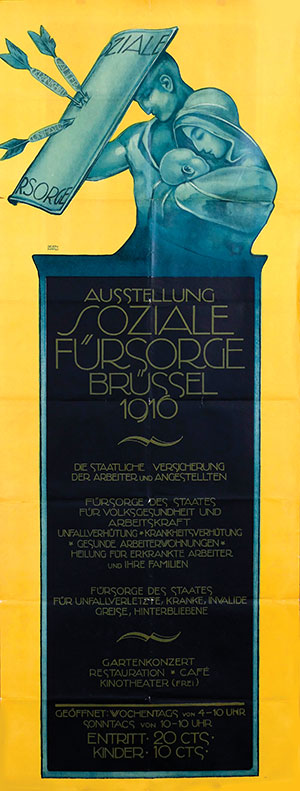 SOZIALE
RSORGE
AUSSTELLUNG
SOZIALE
FÜRSORGE
BRÜSSEL
1916
DIE STAATLICHE VERSICHERUNG
DER ARBEITER UND ANGESTELLTEN
FÜRSORGE DES STAATES
FÜR VOLKSGESUNDHEIT UND
ARBEITSKRAFT
UNFALLVERHÜTUNG * KRANKHEITSVERHÜTUNG
* GESUNDE ARBEITERWOHNUNGEN *
HEILUNG FÜR ERKRANKTE ARBEITER
UND IHRE FAMILIEN
FÜRSORGE DES STAATES
FÜR UNFALLVERLETZTE, KRANKE, INVALIDE
GREISE, HINTERBLIEBENE
GARTENKONZERT
RESTAURATION * CAFÉ
KINOTHEATER (FREI)
GEÖFFNET: WOCHENTAGS VON 4-10 UHR
SONNTAGS VON 10-10 UHR
EINTRITT · 20 CTS ·
KINDER · 10 CTS ·